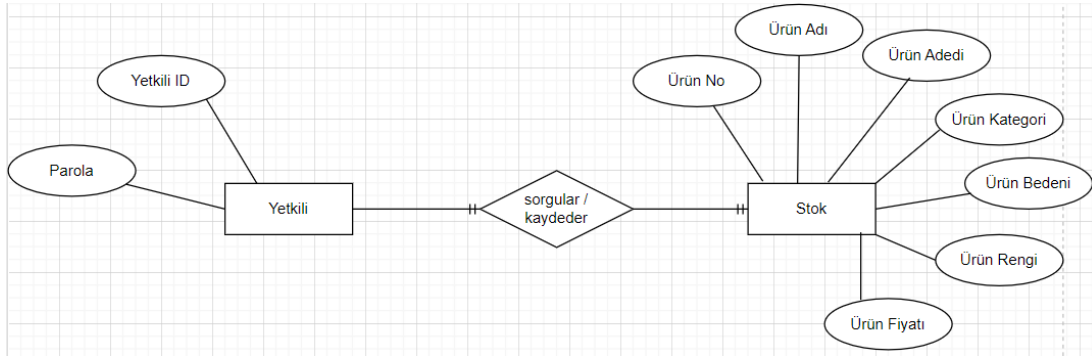 Ürün Adı
Ürün Adedi
Yetkili ID
Ürün No
Ürün Kategori
Parola
Ürün Bedeni
Yetkili
sorgular /
kaydeder
Stok
Ürün Rengi
Ürün Fiyatı